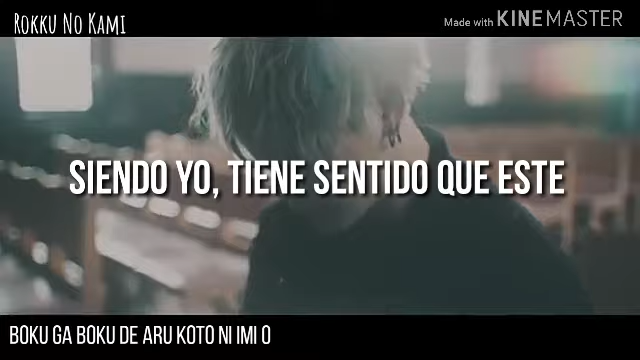 Rokku No Kami
Made with KINEMASTER
SIENDO YO, TIENE SENTIDO QUE ESTE
BOKU GA BOKU DE ARU KOTO NI IMI O